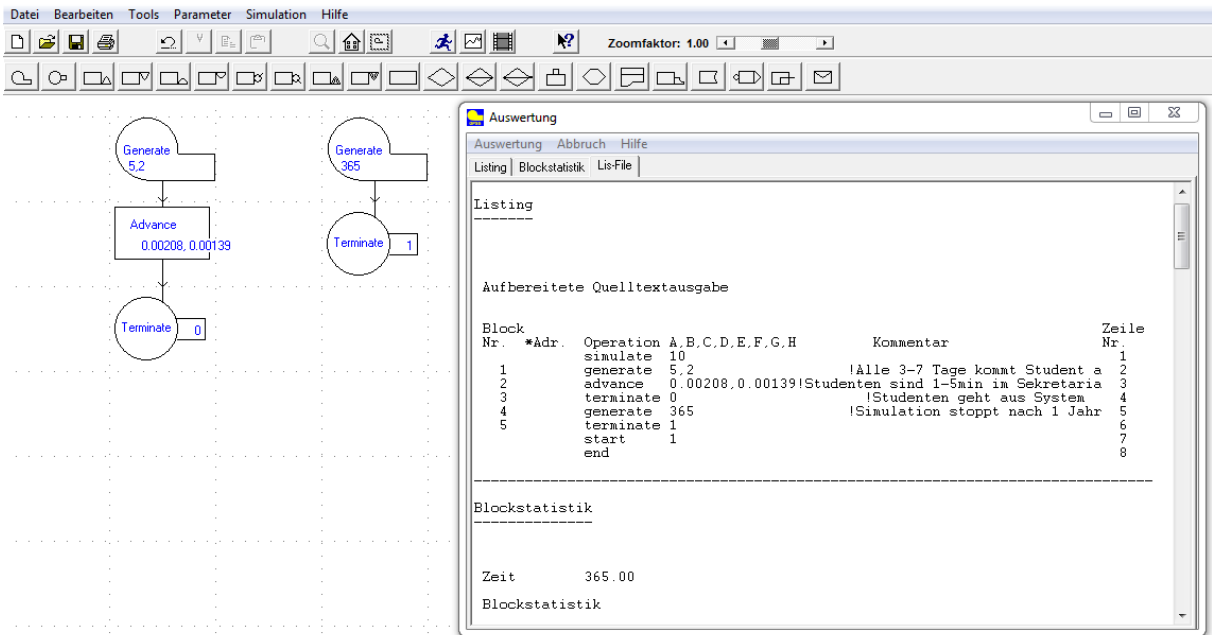 Datei Bearbeiten Tools Parameter Simulation Hilfe
Zoomfaktor: 1.00
Generate
5,2
Advance
0.00208, 0.00139
Terminate 0
Generate
365
Terminate 1
Auswertung
Auswertung Abbruch Hilfe
Listing Blockstatistik Lis-File
Listing
-------
Aufbereitete Quelltextausgabe
Block Zeile
Nr. *Adr. Operation A,B,C,D,E,F,G,H Kommentar Nr.
simulate 10 1
1 generate 5,2 !Alle 3-7 Tage kommt Student a 2
2 advance 0.00208,0.00139!Studenten sind 1-5min im Sekretaria 3
3 terminate 0 !Studenten geht aus System 4
4 generate 365 !Simulation stoppt nach 1 Jahr 5
5 terminate 1 6
start 1 7
end 8
Blockstatistik
--------------
Zeit 365.00
Blockstatistik